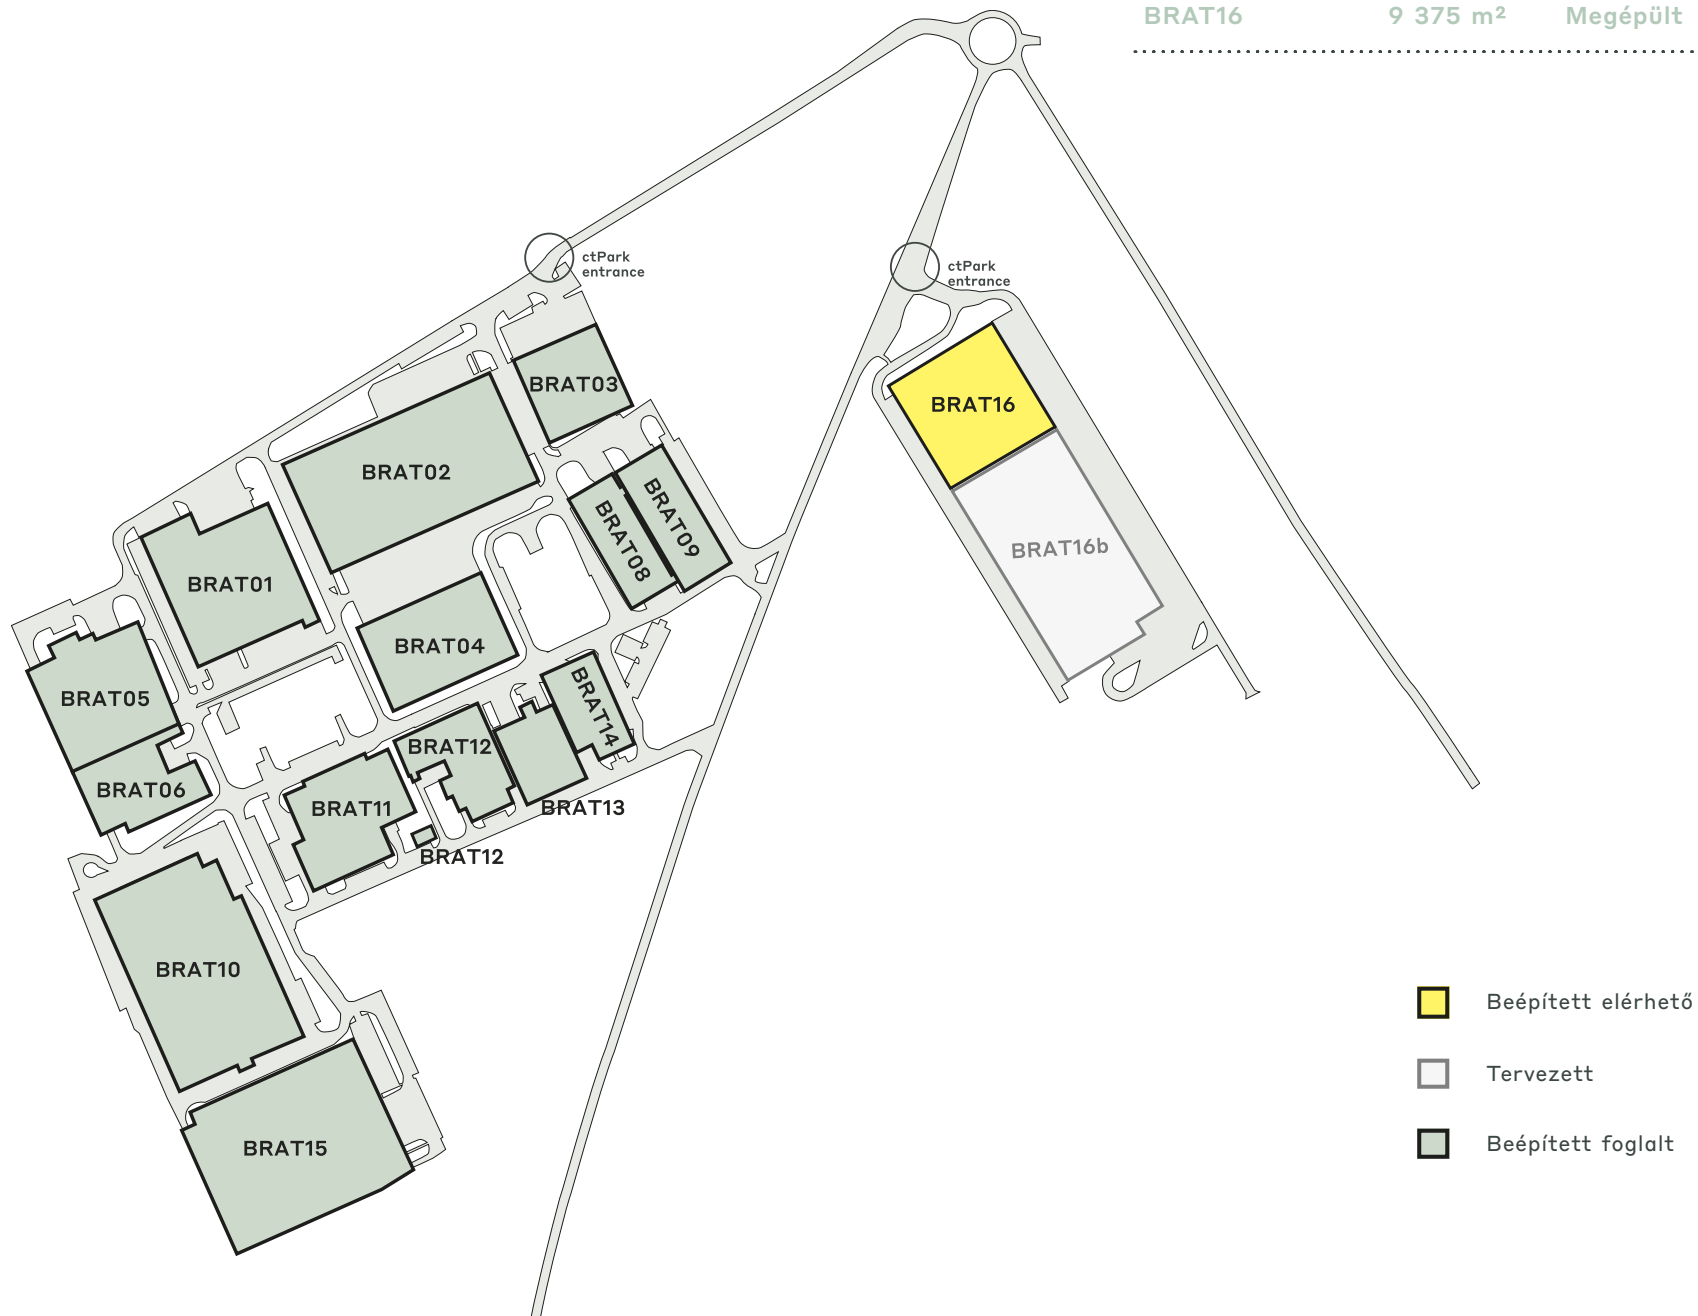 BRAT16 9 375 m² Megépült
ctPark
entrance
ctPark
entrance
BRAT03
BRAT16
BRAT02
BRAT09
BRAT08
BRAT16b
BRAT01
BRAT04
BRAT05
BRAT14
BRAT12
BRAT06
BRAT11
BRAT13
BRAT12
BRAT10
BRAT15
Beépített elérhető
Tervezett
Beépített foglalt